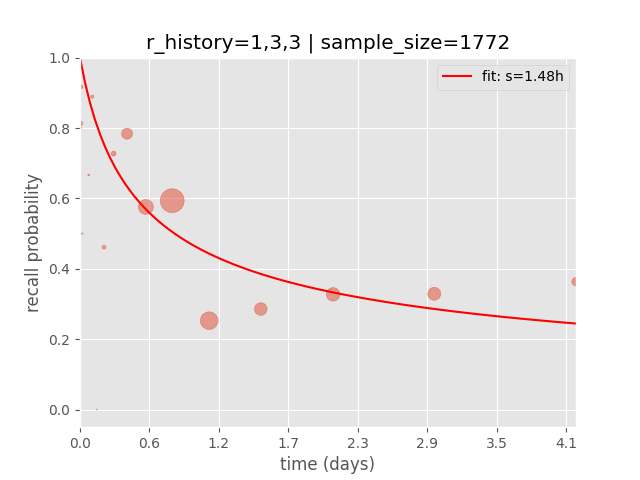 r_history=1,3,3 | sample_size=1772
fit: s=1.48h
1.0
0.8
0.6
0.4
0.2
0.0
recall probability
0.0 0.6 1.2 1.7 2.3 2.9 3.5 4.1
time (days)